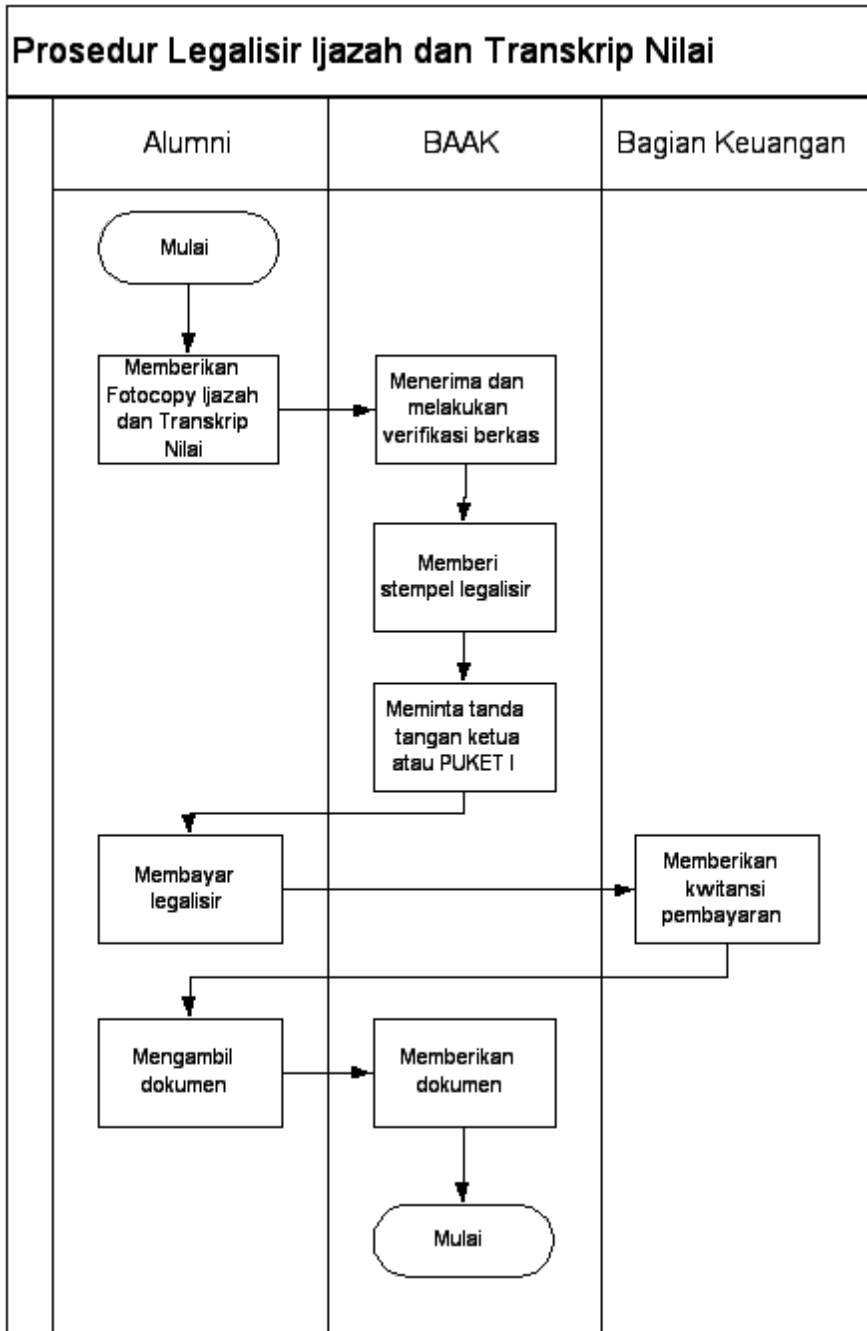 Prosedur Legalisir Ijazah dan Transkrip Nilai
Alumni
BAAK
Bagian Keuangan
Mulai
Memberikan
Fotocopy Ijazah
dan Transkrip
Nilai
Menerima dan
melakukan
verifikasi berkas
Memberi
stempel legalisir
Meminta tanda
tangan ketua
atau PUKET I
Membayar
legalisir
Memberikan
kwitansi
pembayaran
Mengambil
dokumen
Memberikan
dokumen
Mulai